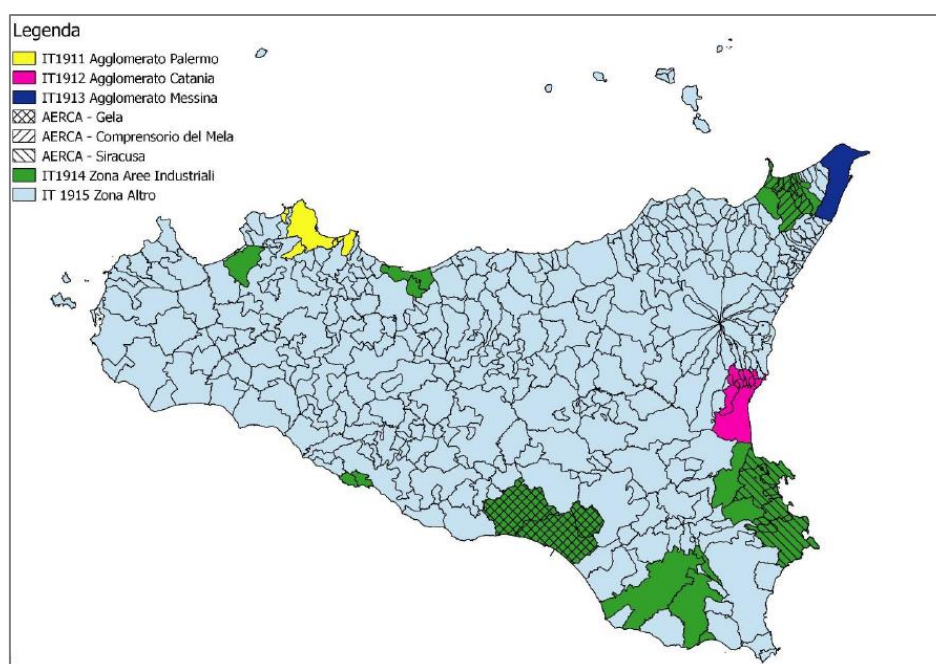 Legenda
IT1911 Agglomerato Palermo
IT1912 Agglomerato Catania
IT1913 Agglomerato Messina
AERCA - Gela
AERCA - Comprensorio del Mela
AERCA - Siracusa
IT1914 Zona Aree Industriali
IT 1915 Zona Altro